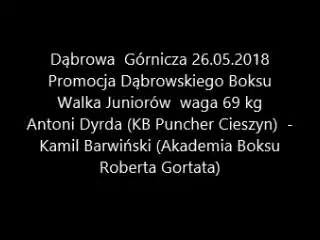 Dąbrowa  Górnicza 26.05.2018
Promocja Dąbrowskiego Boksu
Walka Juniorów  waga 69 kg
Antoni Dyrda (KB Puncher Cieszyn)  -
Kamil Barwiński (Akademia Boksu
Roberta Gortata)